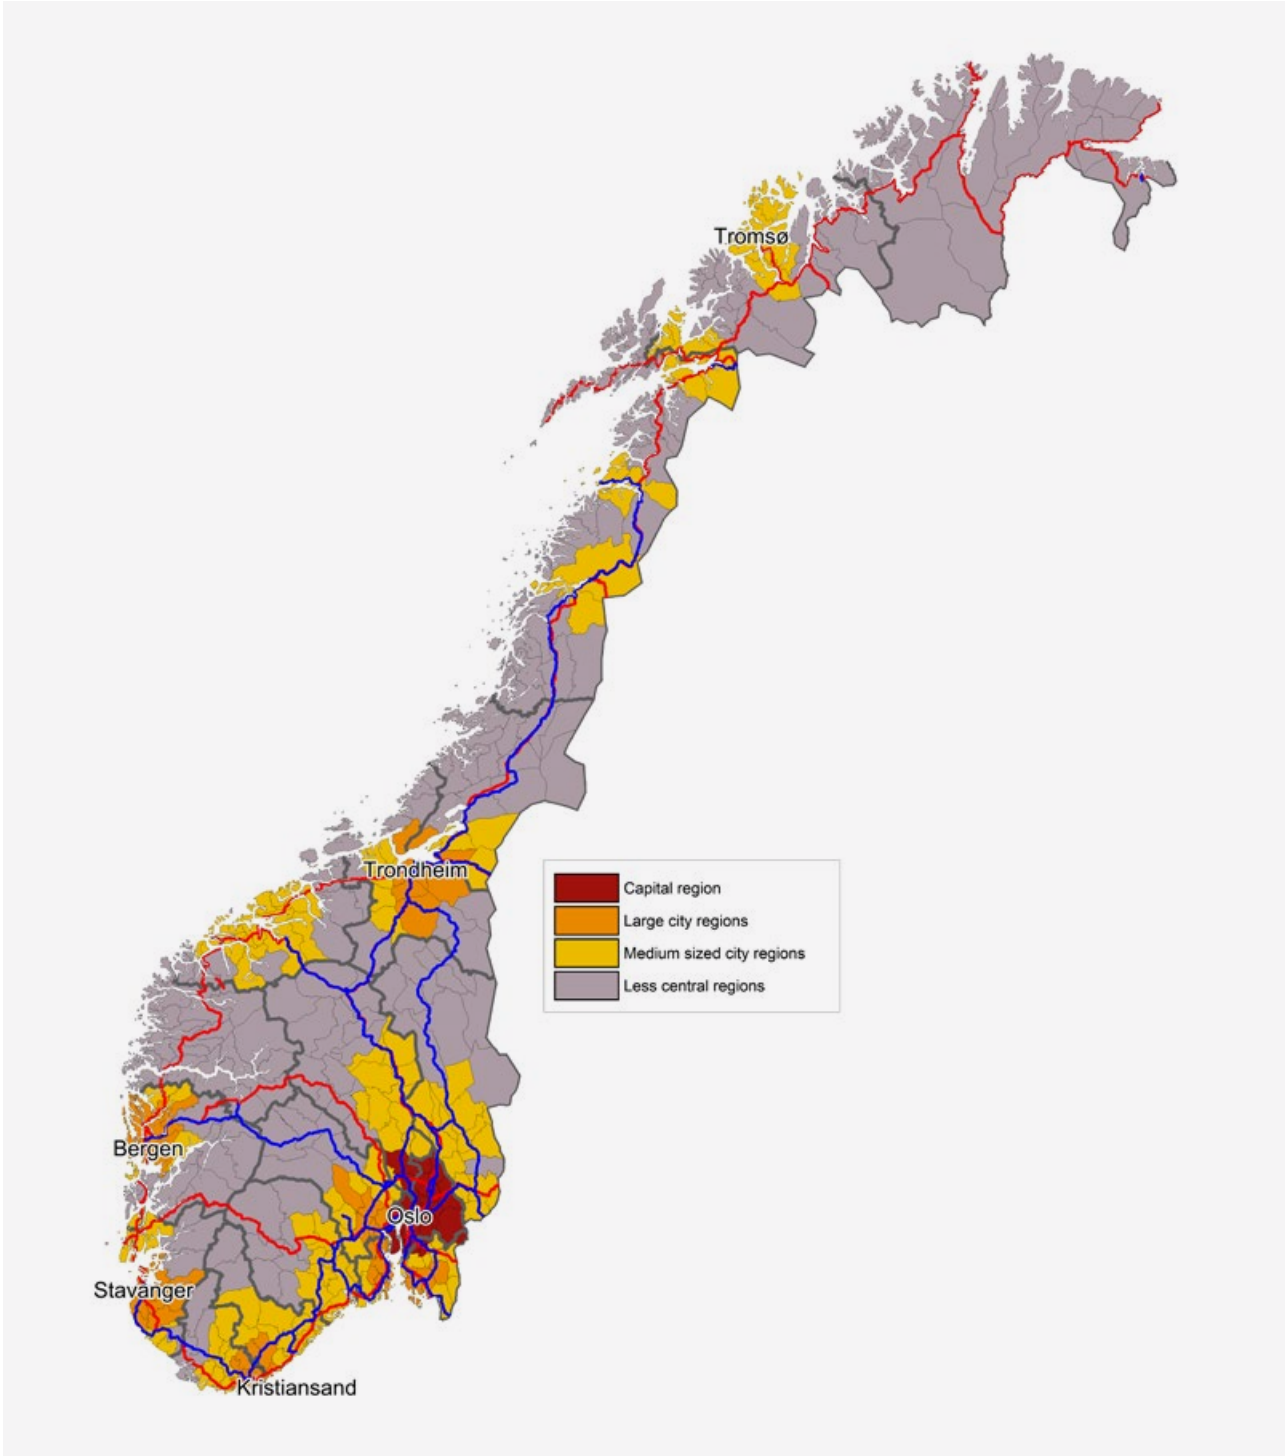 Tromsø
Trondheim
Capital region
Large city regions
Medium sized city regions
Less central regions
Bergen
Oslo
Stavanger
Kristiansand